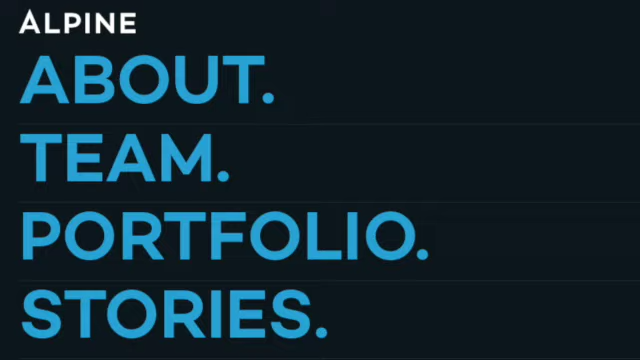 ALPINE
ABOUT.
TEAM.
PORTFOLIO.
STORIES.